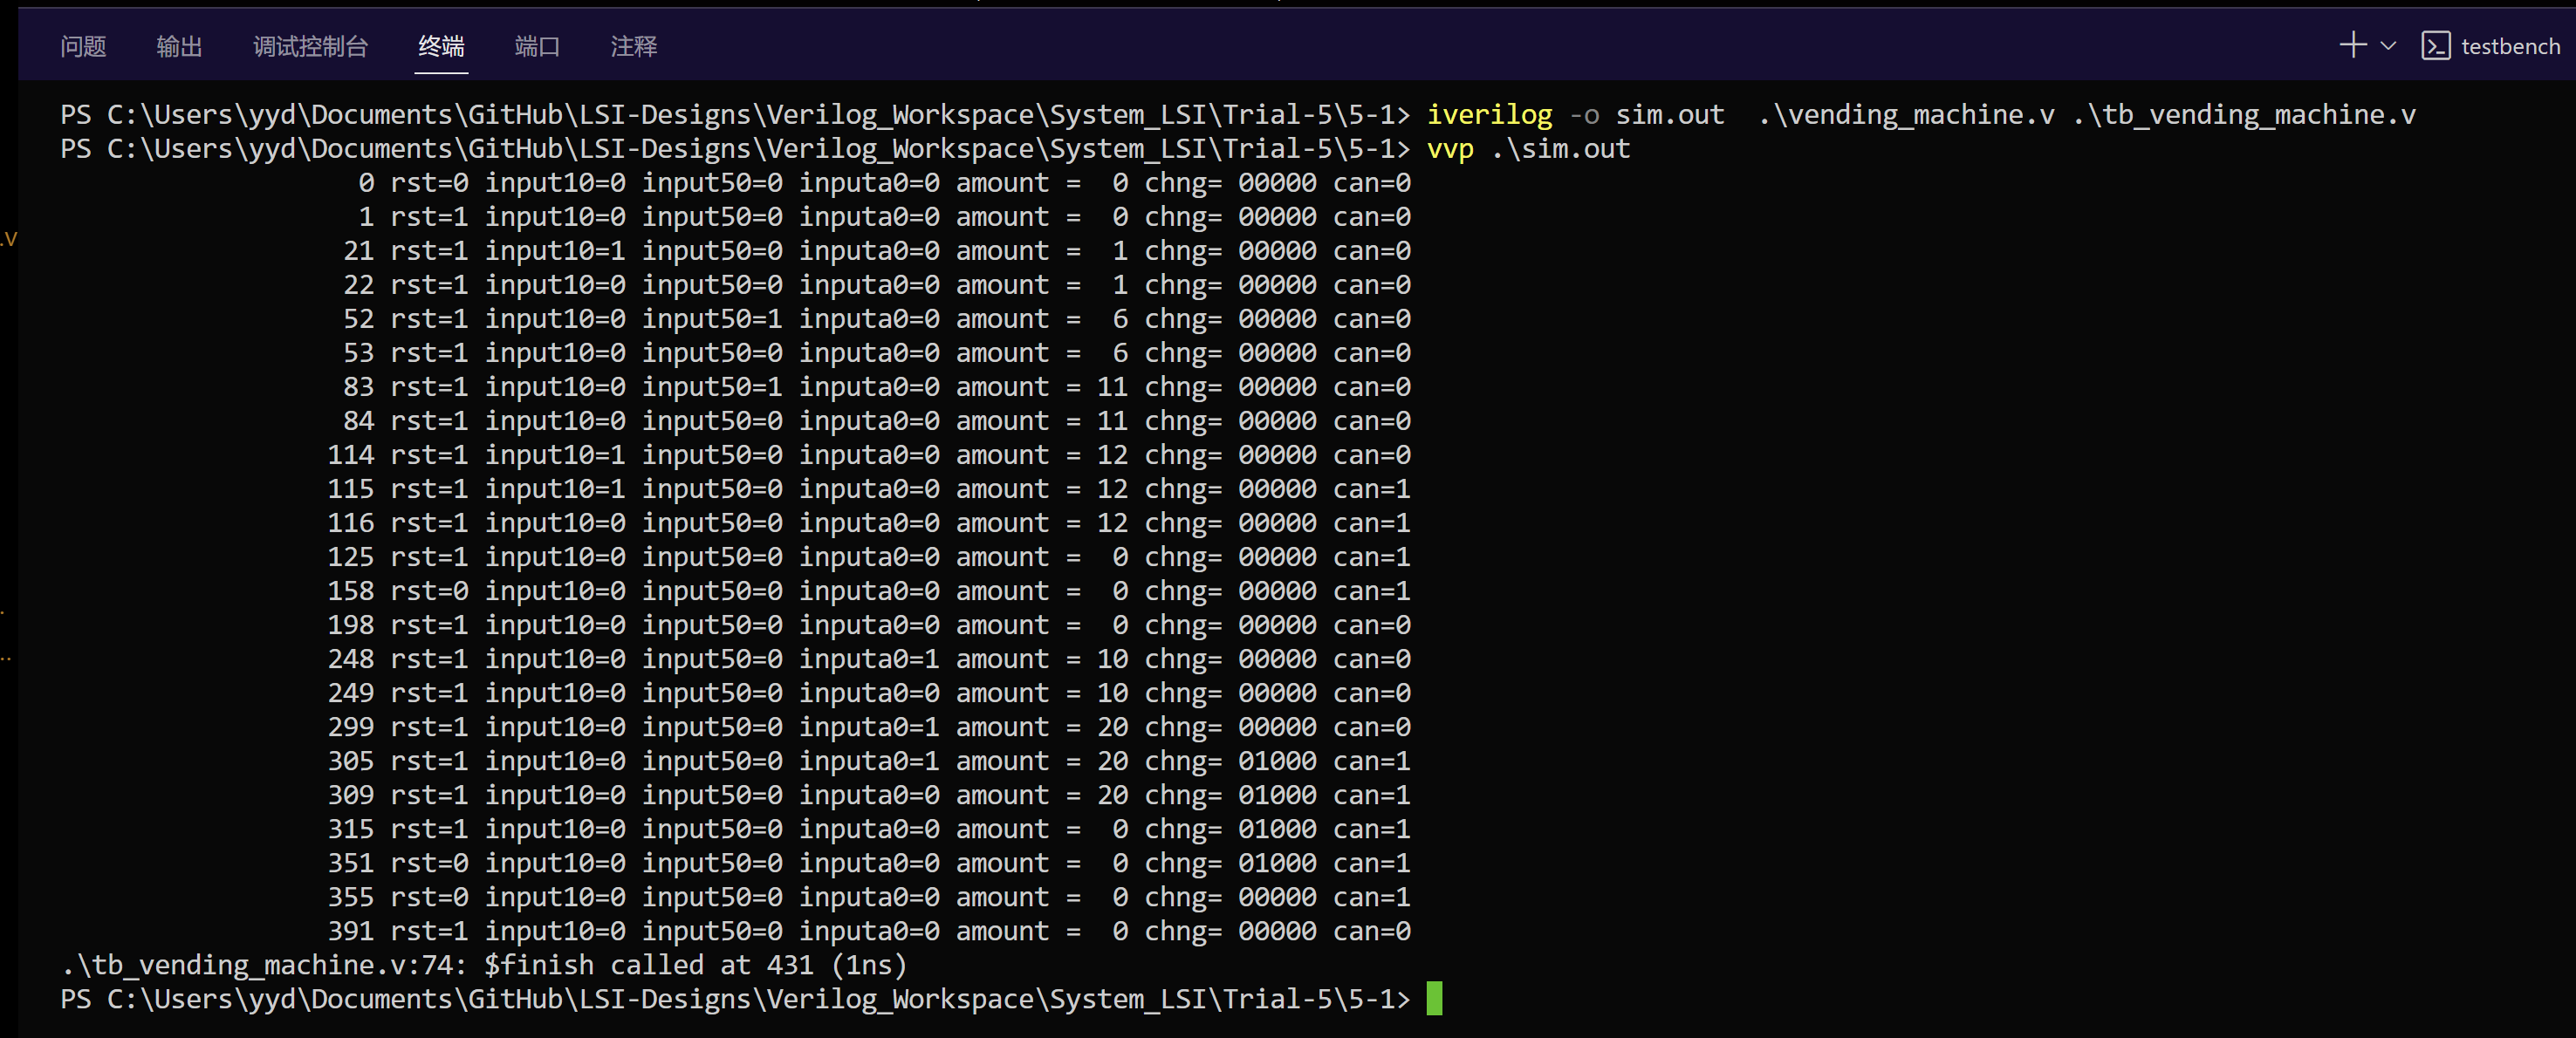 问题 输出 调试控制台 终端 端口 注释 testbench
PS C:\Users\yyd\Documents\GitHub\LSI-Designs\Verilog_Workspace\System_LSI\Trial-5\5-1> iverilog -o sim.out  .\vending_machine.v .\tb_vending_machine.v
PS C:\Users\yyd\Documents\GitHub\LSI-Designs\Verilog_Workspace\System_LSI\Trial-5\5-1> vvp .\sim.out
                   0 rst=0 input10=0 input50=0 inputa0=0 amount =  0 chng= 00000 can=0
                   1 rst=1 input10=0 input50=0 inputa0=0 amount =  0 chng= 00000 can=0
                  21 rst=1 input10=1 input50=0 inputa0=0 amount =  1 chng= 00000 can=0
                  22 rst=1 input10=0 input50=0 inputa0=0 amount =  1 chng= 00000 can=0
                  52 rst=1 input10=0 input50=1 inputa0=0 amount =  6 chng= 00000 can=0
                  53 rst=1 input10=0 input50=0 inputa0=0 amount =  6 chng= 00000 can=0
                  83 rst=1 input10=0 input50=1 inputa0=0 amount = 11 chng= 00000 can=0
                  84 rst=1 input10=0 input50=0 inputa0=0 amount = 11 chng= 00000 can=0
                 114 rst=1 input10=1 input50=0 inputa0=0 amount = 12 chng= 00000 can=0
                 115 rst=1 input10=1 input50=0 inputa0=0 amount = 12 chng= 00000 can=1
                 116 rst=1 input10=0 input50=0 inputa0=0 amount = 12 chng= 00000 can=1
                 125 rst=1 input10=0 input50=0 inputa0=0 amount =  0 chng= 00000 can=1
                 158 rst=0 input10=0 input50=0 inputa0=0 amount =  0 chng= 00000 can=1
                 198 rst=1 input10=0 input50=0 inputa0=0 amount =  0 chng= 00000 can=0
                 248 rst=1 input10=0 input50=0 inputa0=1 amount = 10 chng= 00000 can=0
                 249 rst=1 input10=0 input50=0 inputa0=0 amount = 10 chng= 00000 can=0
                 299 rst=1 input10=0 input50=0 inputa0=1 amount = 20 chng= 00000 can=0
                 305 rst=1 input10=0 input50=0 inputa0=1 amount = 20 chng= 01000 can=1
                 309 rst=1 input10=0 input50=0 inputa0=0 amount = 20 chng= 01000 can=1
                 315 rst=1 input10=0 input50=0 inputa0=0 amount =  0 chng= 01000 can=1
                 351 rst=0 input10=0 input50=0 inputa0=0 amount =  0 chng= 01000 can=1
                 355 rst=0 input10=0 input50=0 inputa0=0 amount =  0 chng= 00000 can=1
                 391 rst=1 input10=0 input50=0 inputa0=0 amount =  0 chng= 00000 can=0
.\tb_vending_machine.v:74: $finish called at 431 (1ns)
PS C:\Users\yyd\Documents\GitHub\LSI-Designs\Verilog_Workspace\System_LSI\Trial-5\5-1>
.v